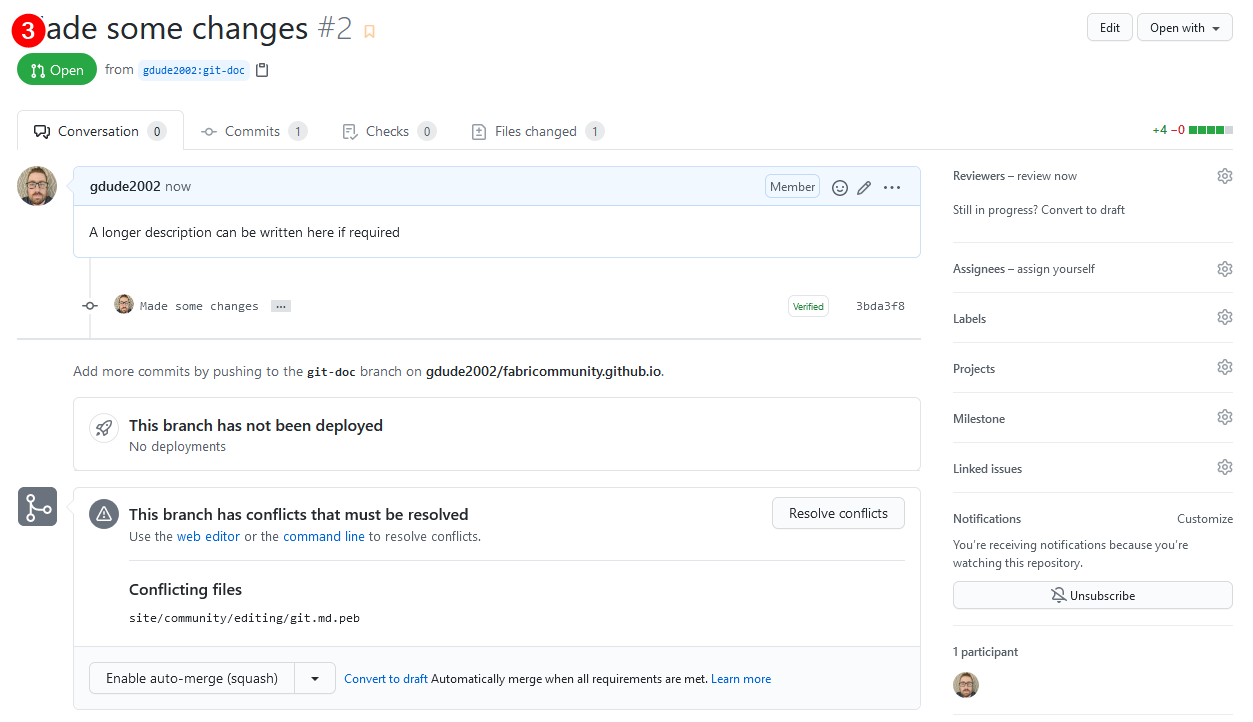 3 ade some changes #2
Edit
Open with
Open from gdude2002:git-doc
Conversation 0
Commits 1
Checks 0
Files changed 1
+4 −0
gdude2002 now
Member
A longer description can be written here if required
Made some changes ...
Verified
3bda3f8
Add more commits by pushing to the git-doc branch on gdude2002/fabricommunity.github.io.
This branch has not been deployed
No deployments
This branch has conflicts that must be resolved
Use the web editor or the command line to resolve conflicts.
Resolve conflicts
Conflicting files
site/community/editing/git.md.peb
Enable auto-merge (squash)
Convert to draft Automatically merge when all requirements are met. Learn more
Reviewers – review now
Still in progress? Convert to draft
Assignees – assign yourself
Labels
Projects
Milestone
Linked issues
Notifications
Customize
You’re receiving notifications because you’re
watching this repository.
Unsubscribe
1 participant